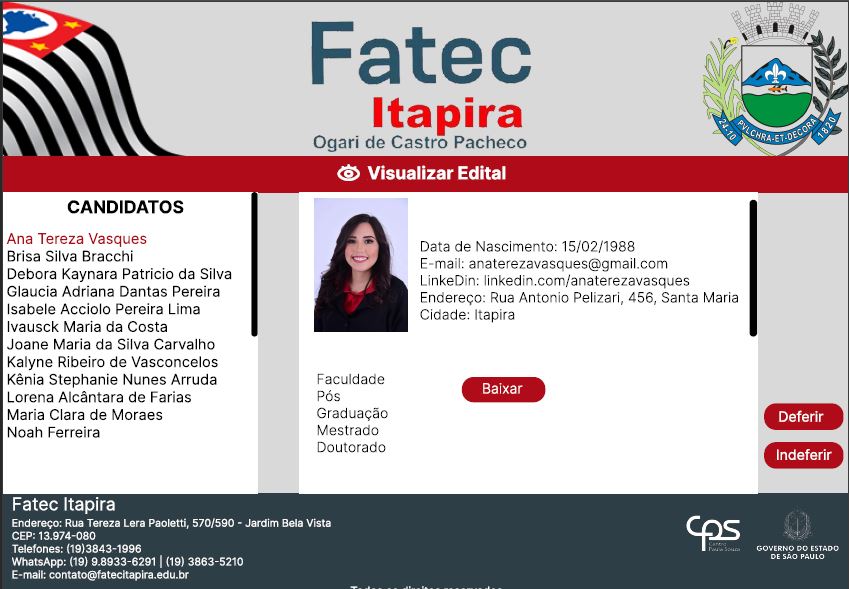 Fatec
Itapira
Ogari de Castro Pacheco
24-10 PVLCHRA-ET-DECORA 1820
Visualizar Edital
CANDIDATOS
Ana Tereza Vasques
Brisa Silva Bracchi
Debora Kaynara Patricio da Silva
Glaucia Adriana Dantas Pereira
Isabele Acciolo Pereira Lima
Ivausck Maria da Costa
Joane Maria da Silva Carvalho
Kalyne Ribeiro de Vasconcelos
Kênia Stephanie Nunes Arruda
Lorena Alcântara de Farias
Maria Clara de Moraes
Noah Ferreira
Data de Nascimento: 15/02/1988
E-mail: anaterezavasques@gmail.com
LinkeDin: linkedin.com/anaterezavasques
Endereço: Rua Antonio Pelizari, 456, Santa Maria
Cidade: Itapira
Faculdade
Pós
Graduação
Mestrado
Doutorado
Baixar
Deferir
Indeferir
Fatec Itapira
Endereço: Rua Tereza Lera Paoletti, 570/590 - Jardim Bela Vista
CEP: 13.974-080
Telefones: (19)3843-1996
WhatsApp: (19) 9.8933-6291 | (19) 3863-5210
E-mail: contato@fatecitapira.edu.br
cps
Centro
Paula Souza
GOVERNO DO ESTADO
DE SÃO PAULO
Todos os direitos reservados